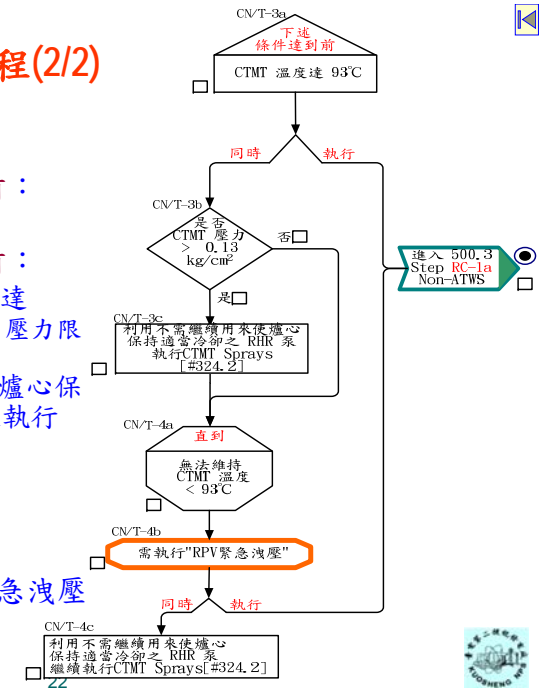 程(2/2)
：
：
達
壓力限
爐心保
執行
急洩壓
CN/T-3a
下述
條件達到前
CTMT 溫度達 93℃
同時
執行
CN/T-3b
是否
CTMT 壓力
> 0.13
kg/cm²
否
是
進入 500.3
Step RC-1a
Non-ATWS
CN/T-3c
利用不需繼續用來使爐心
保持適當冷卻之 RHR 泵
執行CTMT Sprays
[#324.2]
CN/T-4a
直到
無法維持
CTMT 溫度
< 93℃
CN/T-4b
需執行"RPV緊急洩壓"
同時
執行
CN/T-4c
利用不需繼續用來使爐心
保持適當冷卻之 RHR 泵
繼續執行CTMT Sprays[#324.2]
22
KUOSHENG NPS